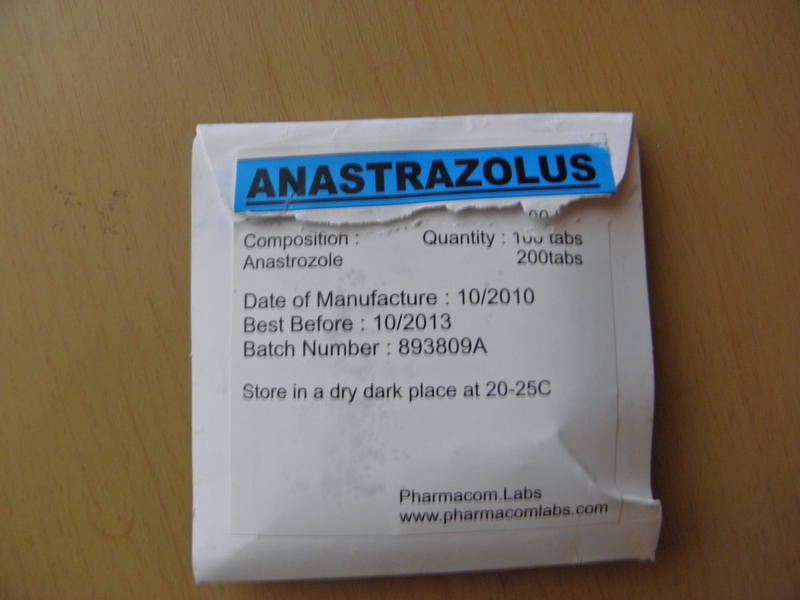 ANASTRAZOLUS
Composition : Quantity : 100 tabs
Anastrozole 200tabs
Date of Manufacture : 10/2010
Best Before : 10/2013
Batch Number : 893809A
Store in a dry dark place at 20-25C
Pharmacom.Labs
www.pharmacomlabs.com